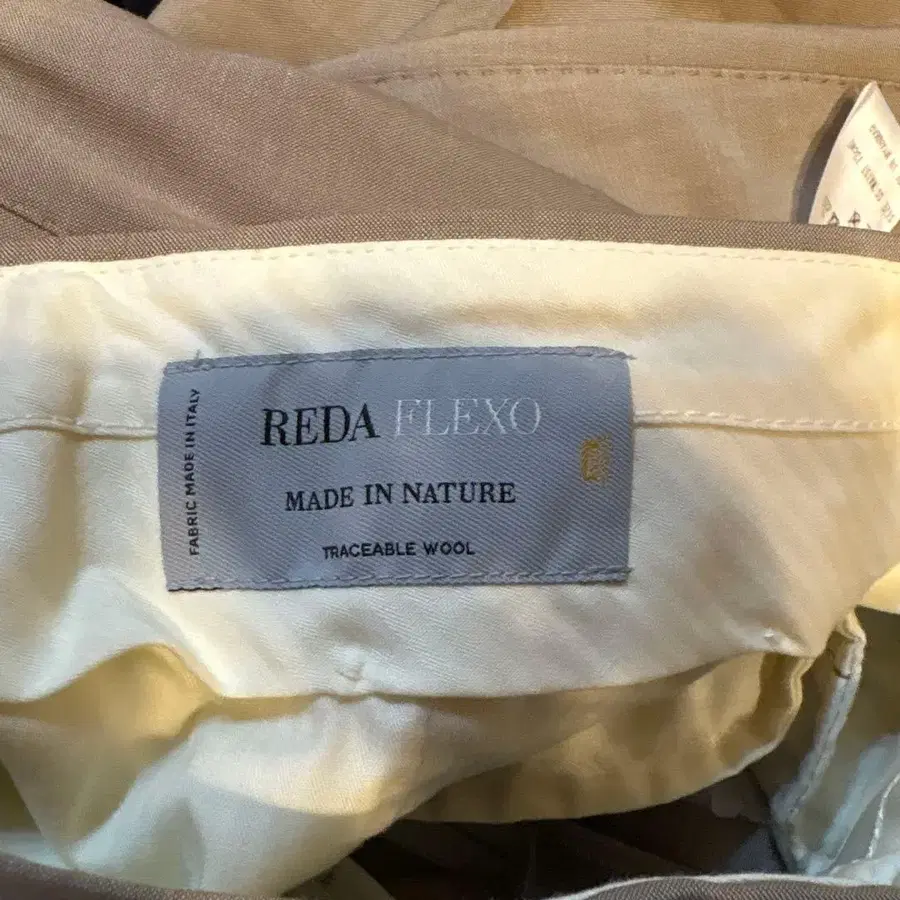 REDA FLEXO
MADE IN NATURE
TRACEABLE WOOL
FABRIC MADE IN ITALY